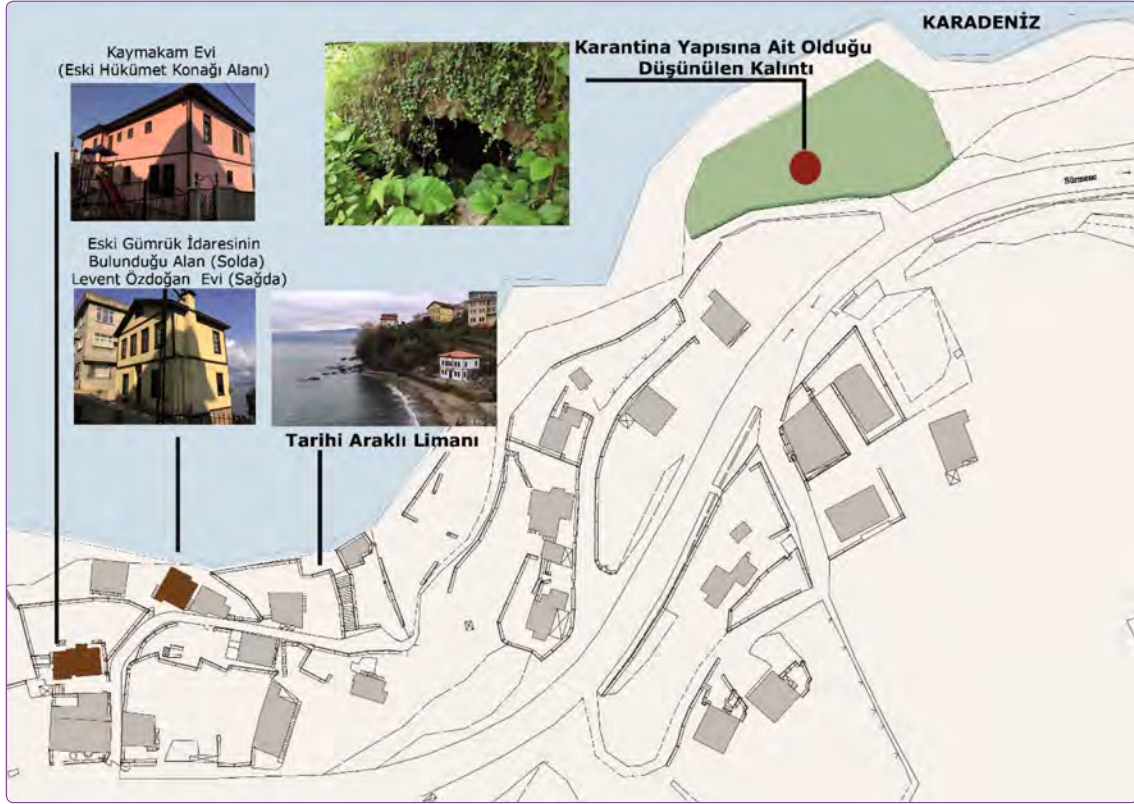 KARADENİZ
Kaymakam Evi
(Eski Hükümet Konağı Alanı)
Karantina Yapısına Ait Olduğu
Düşünülen Kalıntı
Sürmene
Eski Gümrük İdaresinin
Bulunduğu Alan (Solda)
Levent Özdoğan Evi (Sağda)
Tarihi Araklı Limanı